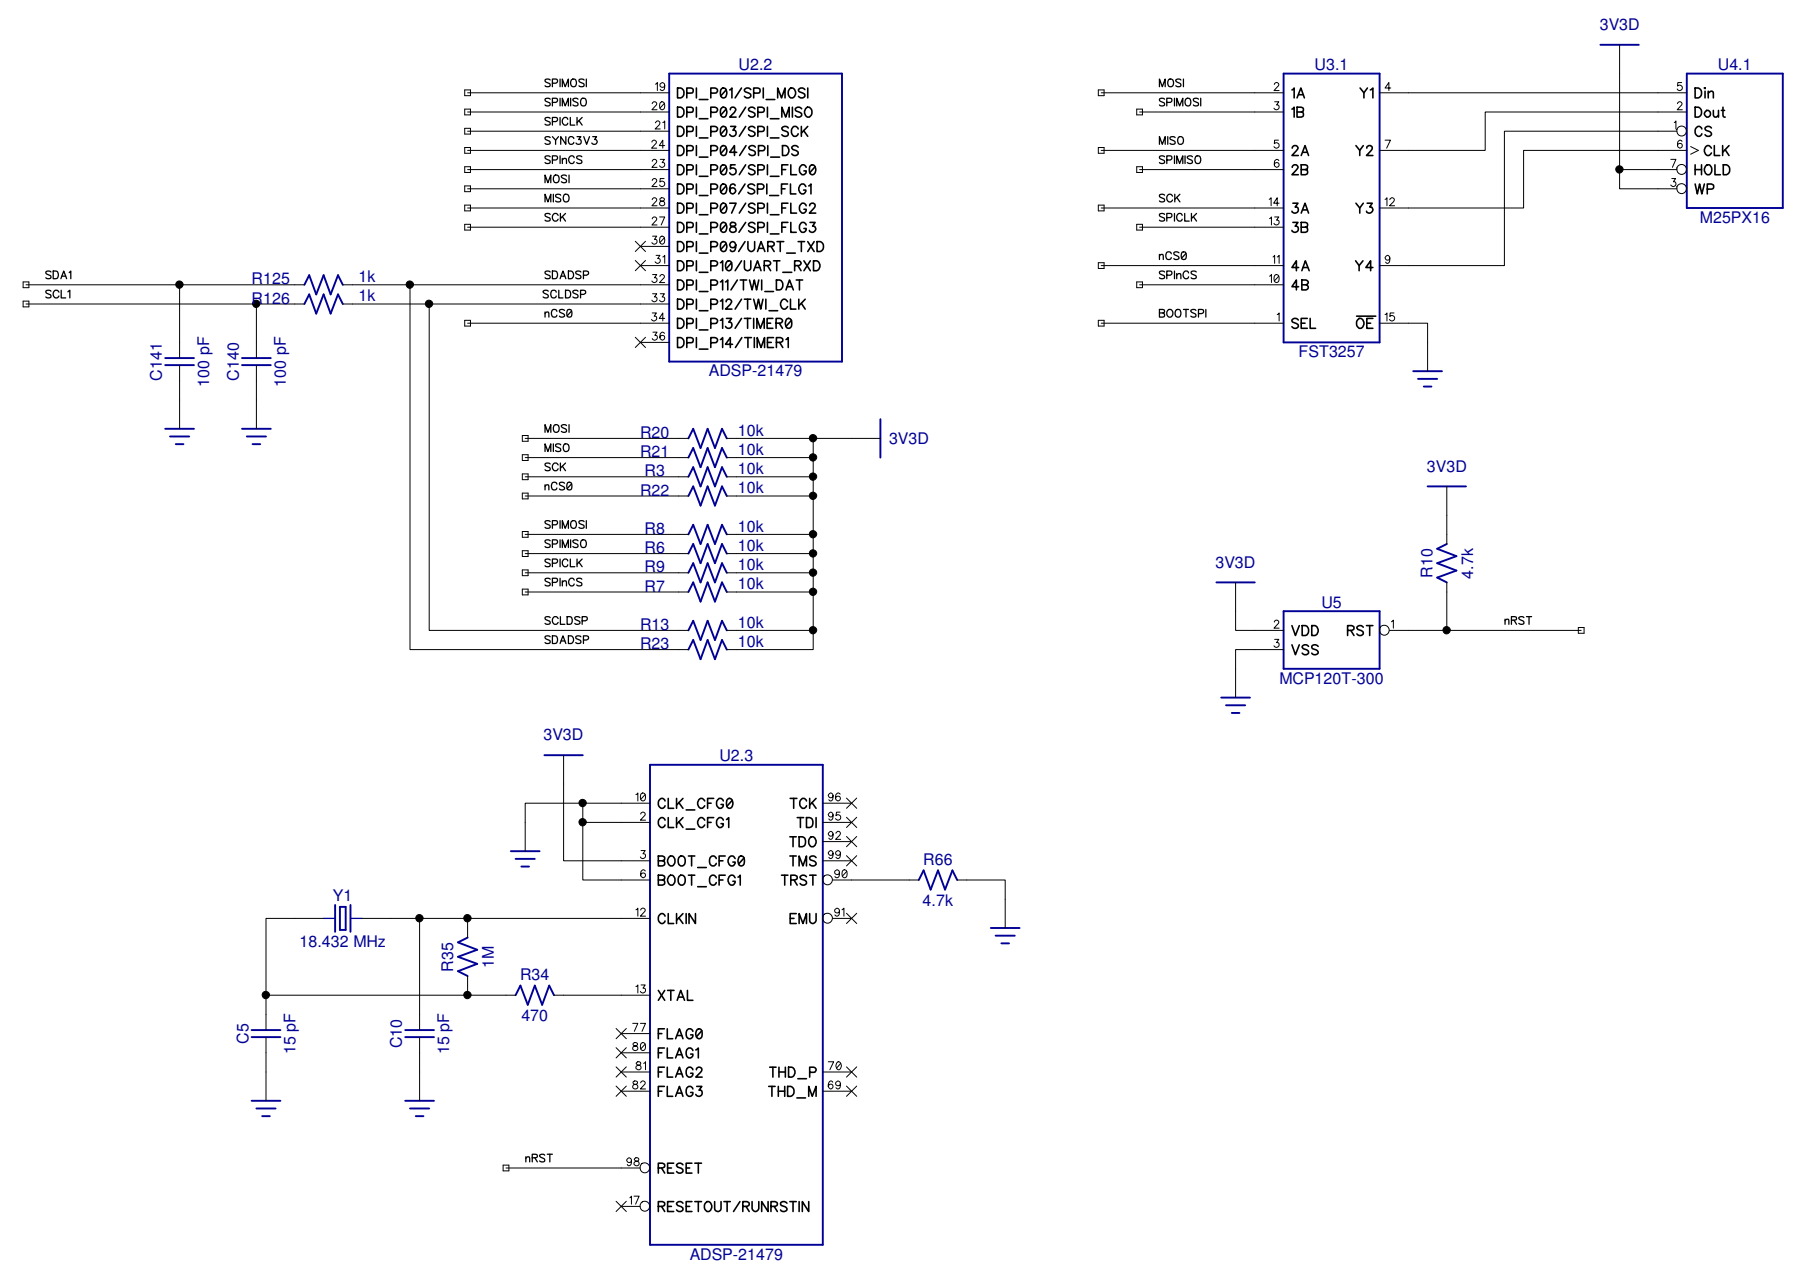 U2.2
SPIMOSI 19 DPI_P01/SPI_MOSI
SPIMISO 20 DPI_P02/SPI_MISO
SPICLK 21 DPI_P03/SPI_SCK
SYNC3V3 24 DPI_P04/SPI_DS
SPInCS 23 DPI_P05/SPI_FLG0
MOSI 25 DPI_P06/SPI_FLG1
MISO 28 DPI_P07/SPI_FLG2
SCK 27 DPI_P08/SPI_FLG3
30 DPI_P09/UART_TXD
31 DPI_P10/UART_RXD
SDA1 R125 1k SDADSP 32 DPI_P11/TWI_DAT
SCL1 R126 1k SCLDSP 33 DPI_P12/TWI_CLK
nCS0 34 DPI_P13/TIMER0
36 DPI_P14/TIMER1
ADSP-21479
C141 100 pF C140 100 pF
3V3D
U3.1 U4.1
MOSI 2 1A Y1 4 5 Din
SPIMOSI 3 1B 2 Dout
1 CS
MISO 5 2A Y2 7 6 >CLK
SPIMISO 6 2B 7 HOLD
3 WP
SCK 14 3A Y3 12
SPICLK 13 3B M25PX16
nCS0 11 4A Y4 9
SPInCS 10 4B
BOOTSPI 1 SEL OE 15
FST3257
MOSI R20 10k 3V3D
MISO R21 10k
SCK R3 10k
nCS0 R22 10k
SPIMOSI R8 10k
SPIMISO R6 10k
SPICLK R9 10k
SPInCS R7 10k
SCLDSP R13 10k
SDADSP R23 10k
3V3D
R10 4.7k
3V3D
U5
2 VDD RST 1 nRST
3 VSS
MCP120T-300
3V3D
U2.3
10 CLK_CFG0 TCK 96
2 CLK_CFG1 TDI 95
TDO 92
3 BOOT_CFG0 TMS 99
6 BOOT_CFG1 TRST 90
R66
4.7k
Y1
18.432 MHz
12 CLKIN EMU 91
R35 1M
R34
470
13 XTAL
C5 15 pF C10 15 pF
77 FLAG0
80 FLAG1
81 FLAG2 THD_P 70
82 FLAG3 THD_M 69
nRST 98 RESET
17 RESETOUT/RUNRSTIN
ADSP-21479